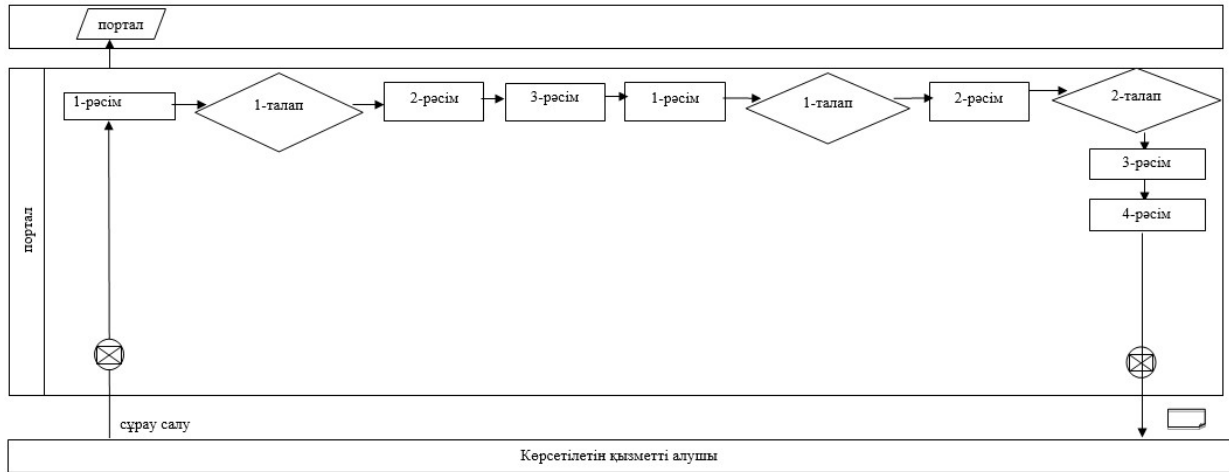 портал
портал
1-рәсім
1-талап
2-рәсім
3-рәсім
1-рәсім
1-талап
2-рәсім
2-талап
3-рәсім
4-рәсім
сұрау салу
Көрсетілетін қызметті алушы